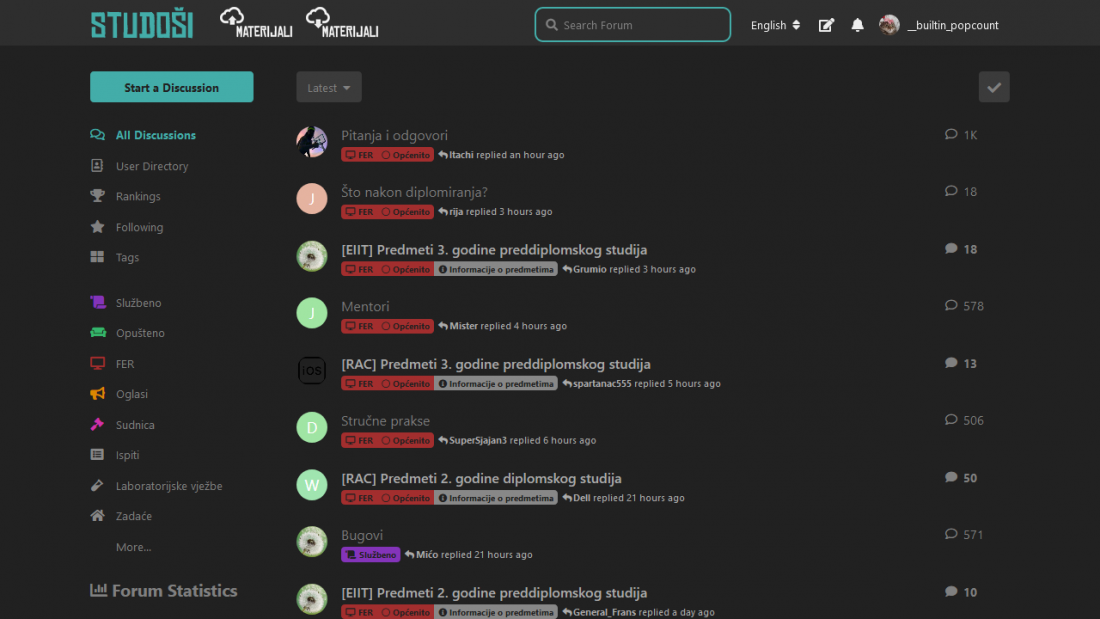 STUDOŠI MATERIJALI MATERIJALI Search Forum English __builtin_popcount
Start a Discussion
Latest
All Discussions
User Directory
Rankings
Following
Tags
Službeno
Opušteno
FER
Oglasi
Sudnica
Ispiti
Laboratorijske vježbe
Zadaće
More...
Forum Statistics
Pitanja i odgovori 1K
FER Općenito Itachi replied an hour ago
J Što nakon diplomiranja? 18
FER Općenito rija replied 3 hours ago
[EIIT] Predmeti 3. godine preddiplomskog studija 18
FER Općenito Informacije o predmetima Grumio replied 3 hours ago
J Mentori 578
FER Općenito Mister replied 4 hours ago
iOS [RAC] Predmeti 3. godine preddiplomskog studija 13
FER Općenito Informacije o predmetima spartanac555 replied 5 hours ago
D Stručne prakse 506
FER Općenito SuperSjajan3 replied 6 hours ago
W [RAC] Predmeti 2. godine diplomskog studija 50
FER Općenito Informacije o predmetima Dell replied 21 hours ago
Bugovi 571
Službeno Mićo replied 21 hours ago
[EIIT] Predmeti 2. godine preddiplomskog studija 10
FER Općenito Informacije o predmetima General_Frans replied a day ago